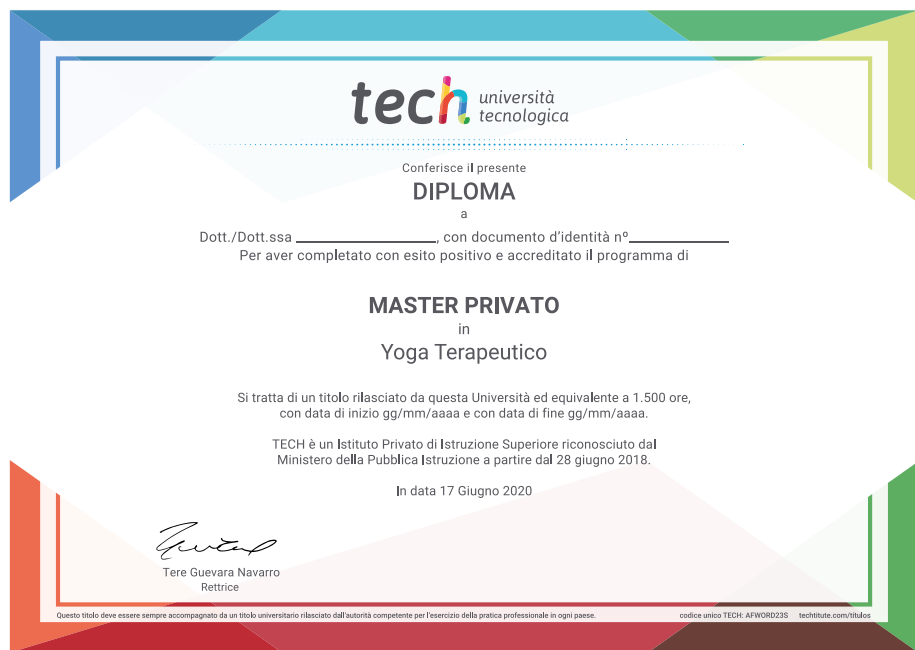 tech università
tecnologica
Conferisce il presente
DIPLOMA
a
Dott./Dott.ssa ________________, con documento d'identità nº____________
Per aver completato con esito positivo e accreditato il programma di
MASTER PRIVATO
in
Yoga Terapeutico
Si tratta di un titolo rilasciato da questa Università ed equivalente a 1.500 ore,
con data di inizio gg/mm/aaaa e con data di fine gg/mm/aaaa.
TECH è un Istituto Privato di Istruzione Superiore riconosciuto dal
Ministero della Pubblica Istruzione a partire dal 28 giugno 2018.
In data 17 Giugno 2020
Tere Guevara Navarro
Rettrice
Questo titolo deve essere sempre accompagnato da un titolo universitario rilasciato dall'autorità competente per l'esercizio della pratica professionale in ogni paese. codice unico TECH: AFWORD23S techtitute.com/titulos